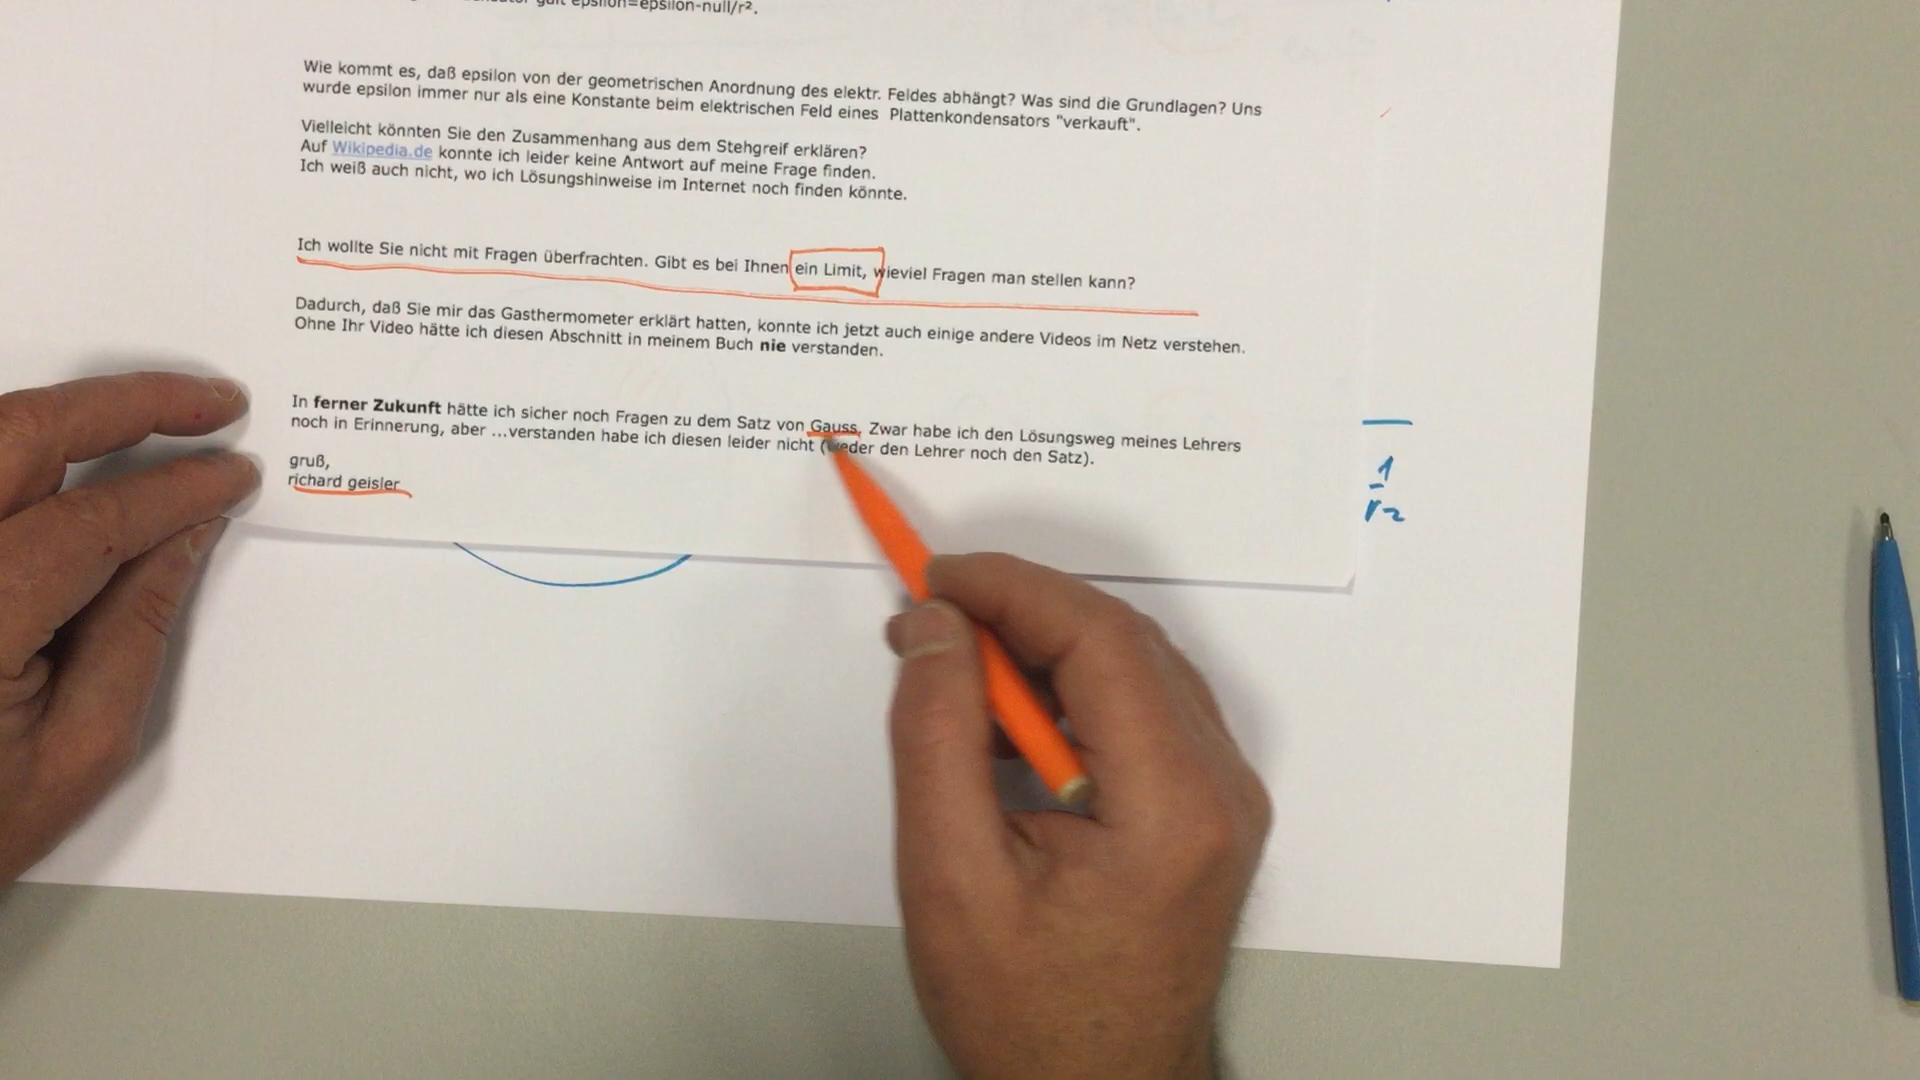 gilt epsilon=epsilon-null/r².
Wie kommt es, daß epsilon von der geometrischen Anordnung des elektr. Feldes abhängt? Was sind die Grundlagen? Uns
wurde epsilon immer nur als eine Konstante beim elektrischen Feld eines Plattenkondensators "verkauft".
Vielleicht könnten Sie den Zusammenhang aus dem Stehgreif erklären?
Auf Wikipedia.de konnte ich leider keine Antwort auf meine Frage finden.
Ich weiß auch nicht, wo ich Lösungshinweise im Internet noch finden könnte.
Ich wollte Sie nicht mit Fragen überfrachten. Gibt es bei Ihnen ein Limit, wieviel Fragen man stellen kann?
Dadurch, daß Sie mir das Gasthermometer erklärt hatten, konnte ich jetzt auch einige andere Videos im Netz verstehen.
Ohne Ihr Video hätte ich diesen Abschnitt in meinem Buch nie verstanden.
In ferner Zukunft hätte ich sicher noch Fragen zu dem Satz von Gauss. Zwar habe ich den Lösungsweg meines Lehrers
noch in Erinnerung, aber ...verstanden habe ich diesen leider nicht (weder den Lehrer noch den Satz).
gruß,
richard geisler
1
r2